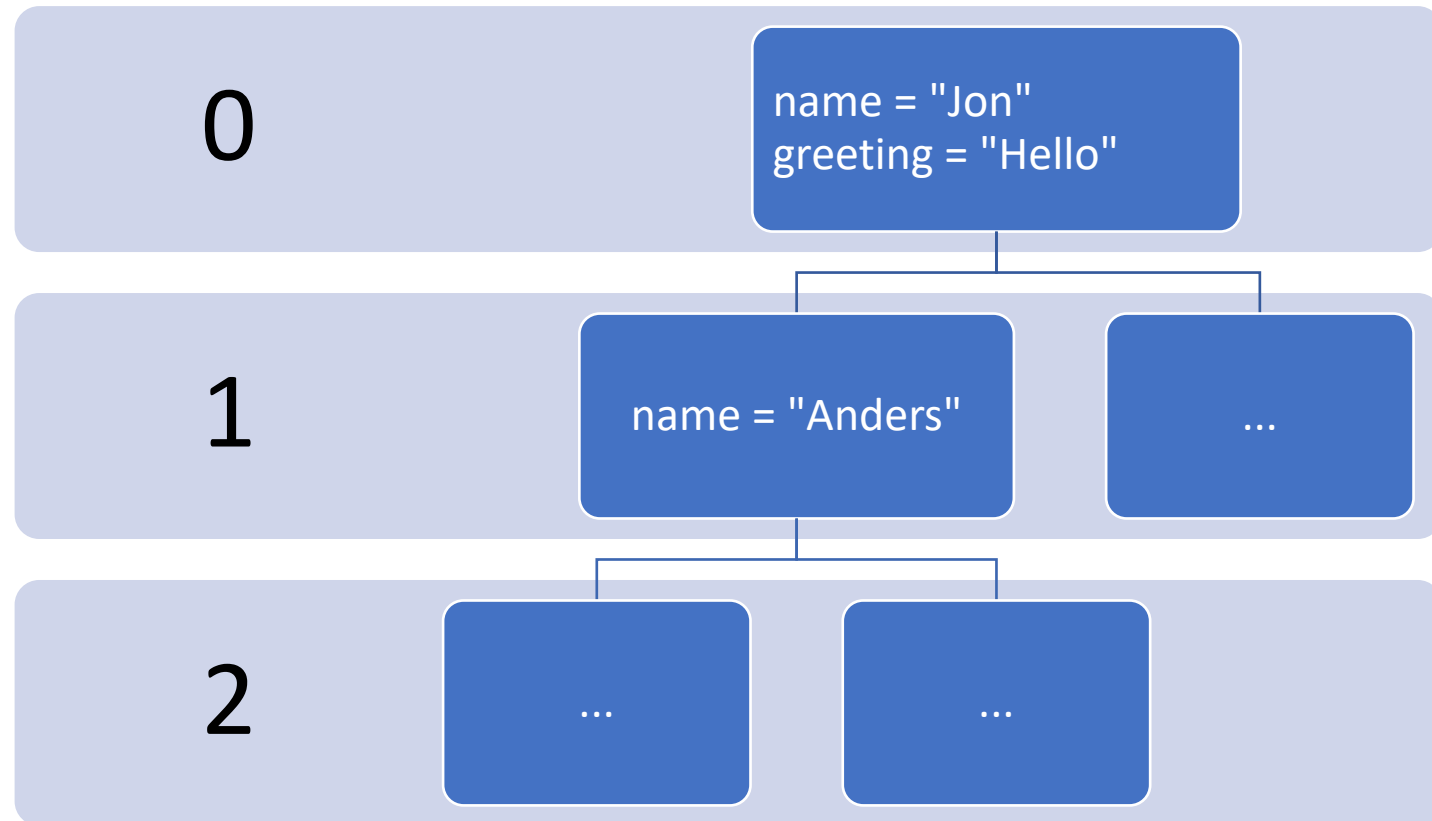 0
name = "Jon"
greeting = "Hello"
1
name = "Anders"
...
2
...
...